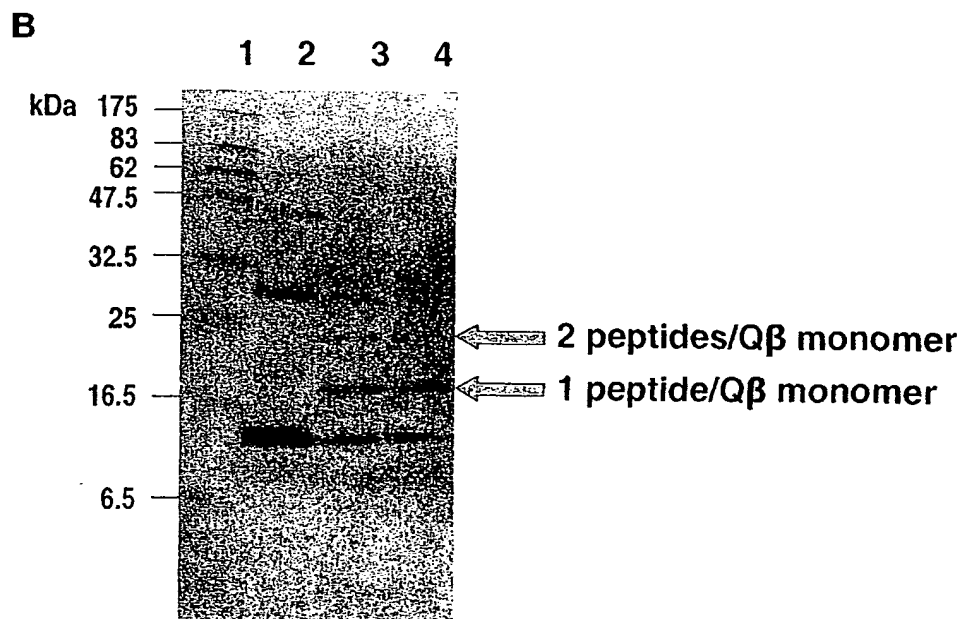 B
1 2 3 4
kDa 175
83
62
47.5
32.5
25
2 peptides/Qβ monomer
1 peptide/Qβ monomer
16.5
6.5